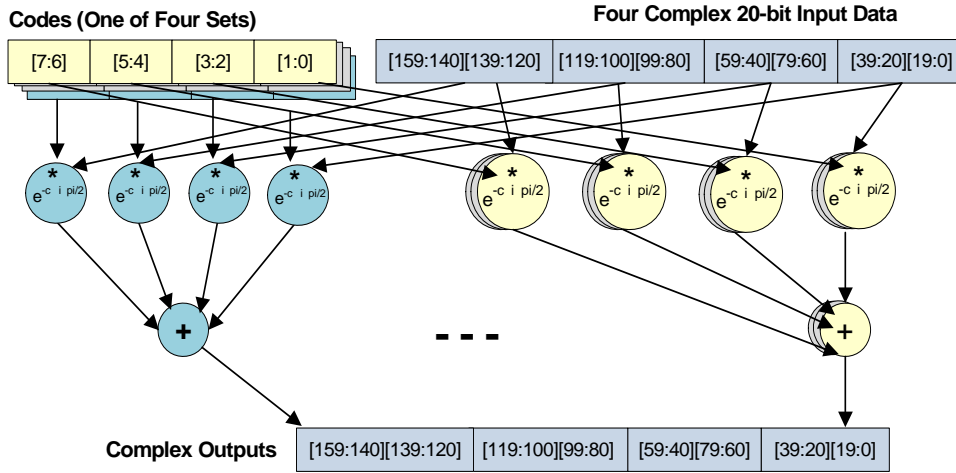 Codes (One of Four Sets)
Four Complex 20-bit Input Data
[7:6] [5:4] [3:2] [1:0]
[159:140][139:120] [119:100][99:80] [59:40][79:60] [39:20][19:0]
* * * * * * * *
e-c i pi/2 e-c i pi/2 e-c i pi/2 e-c i pi/2 e-c i pi/2 e-c i pi/2 e-c i pi/2 e-c i pi/2
+ - - - +
Complex Outputs
[159:140][139:120] [119:100][99:80] [59:40][79:60] [39:20][19:0]